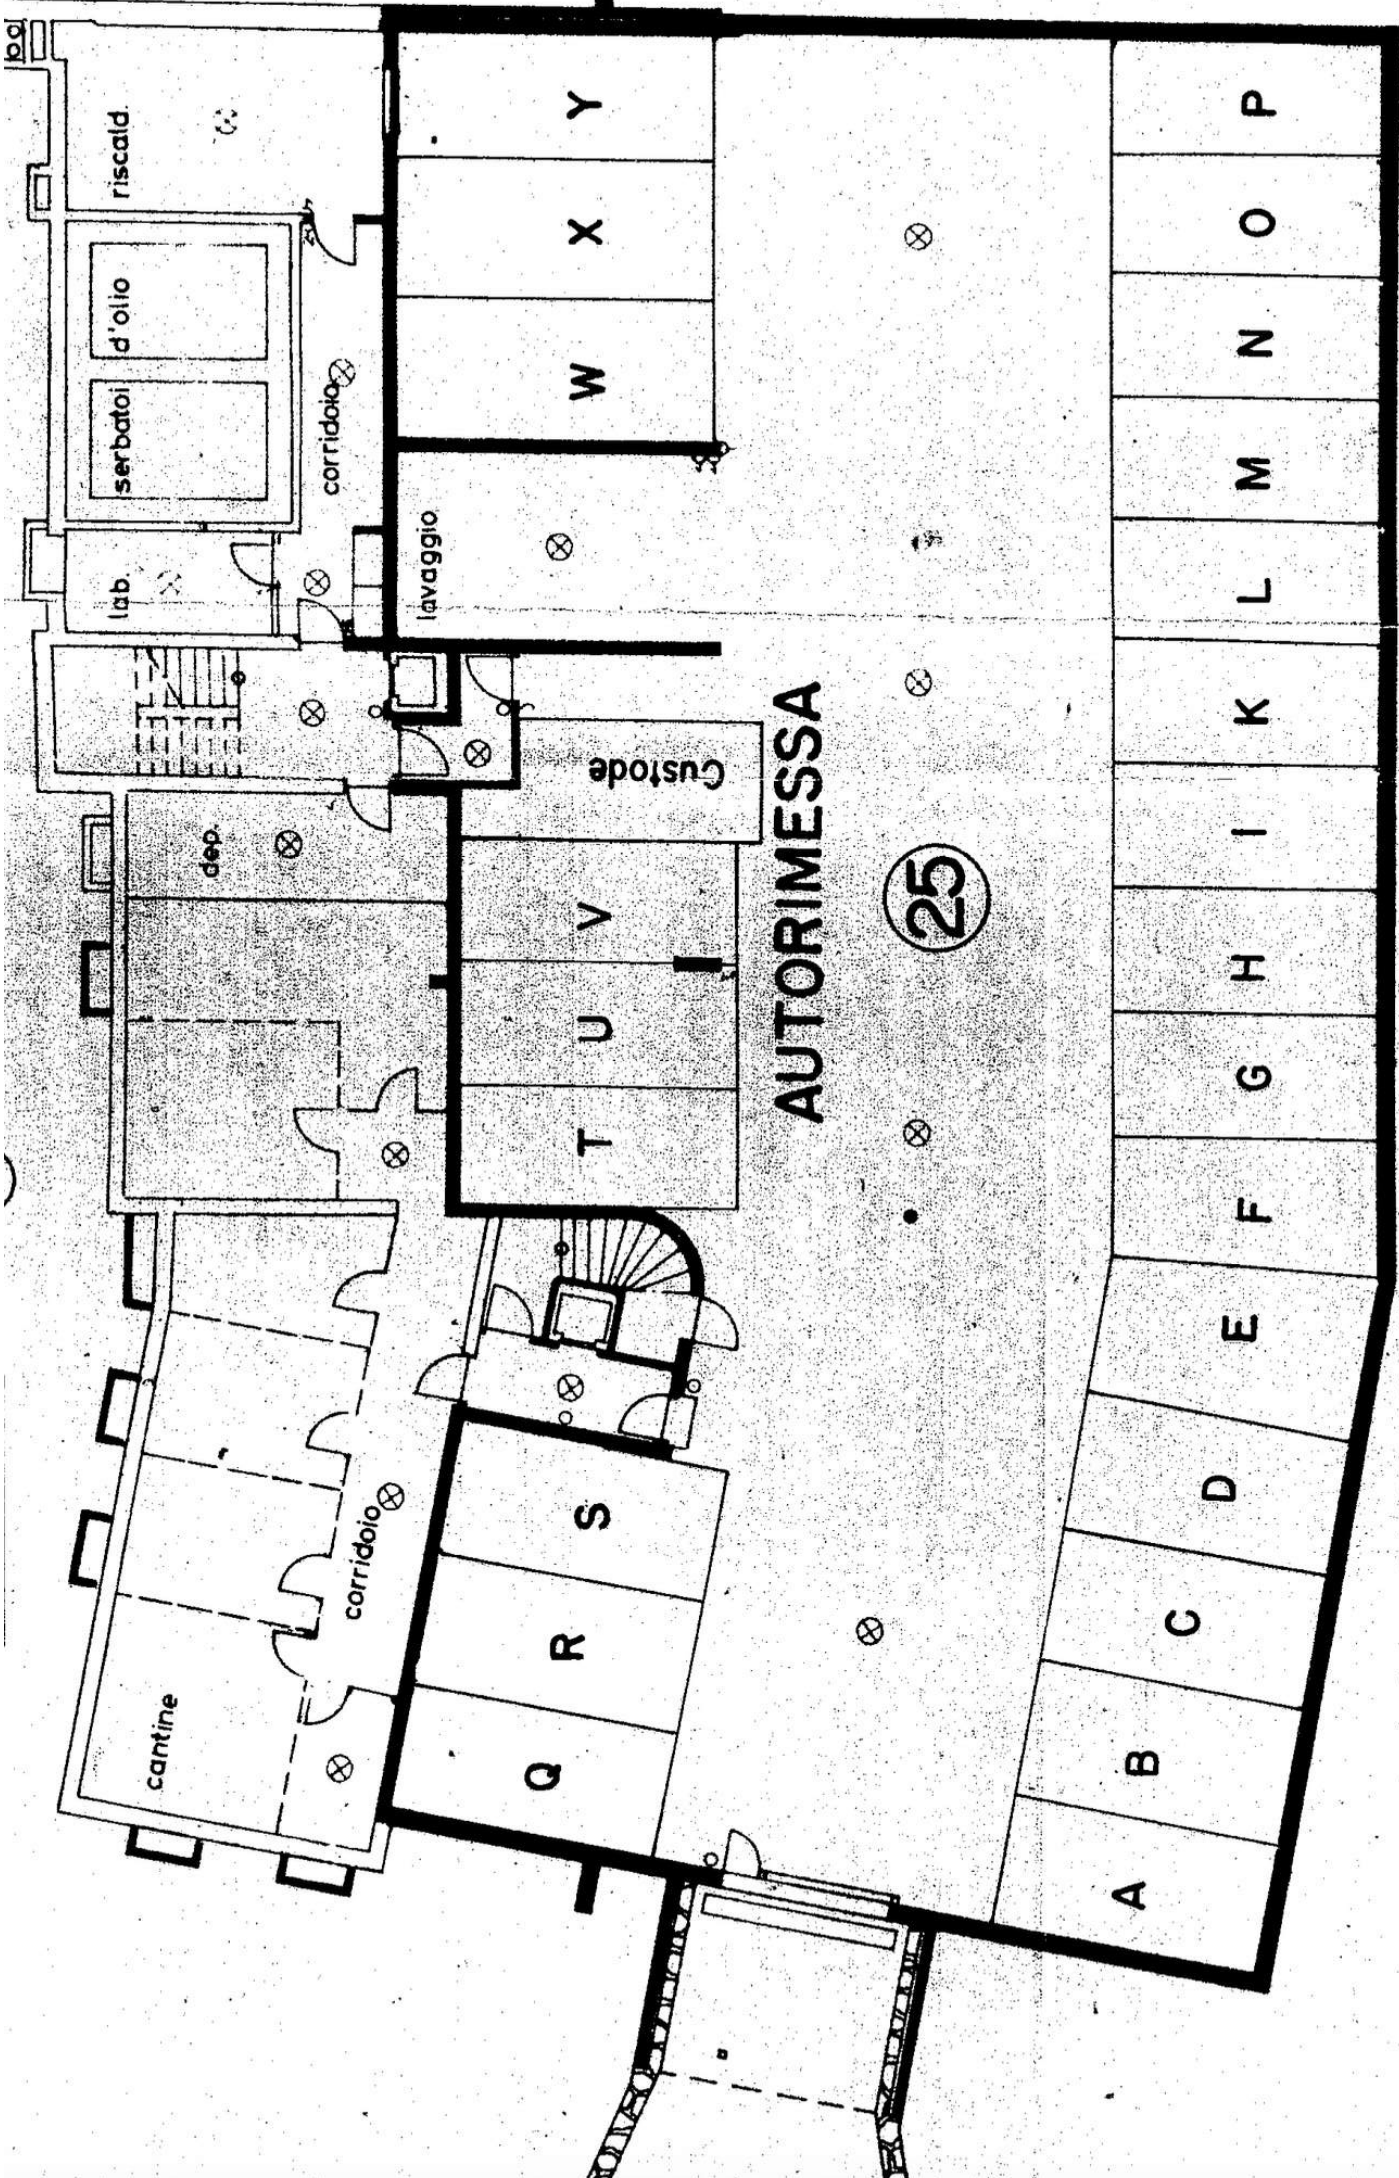 riscald.
serbatoi d'olio
corridoio
lab.
lavaggio
Y
X
W
Custode
dep.
V
U
T
AUTORIMESSA
25
S
R
Q
corridoio
cantine
P
O
N
M
L
K
I
H
G
F
E
D
C
B
A